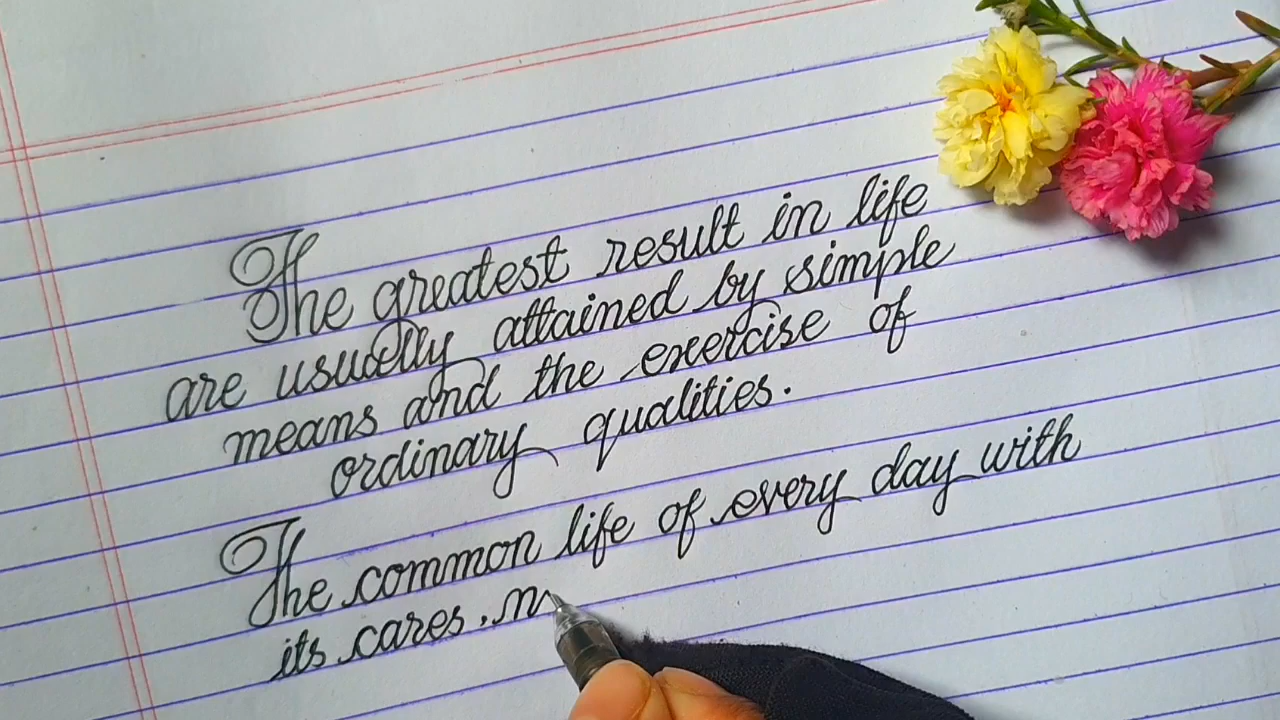 The greatest result in life
are usually attained by simple
means and the exercise of
ordinary qualities.
The common life of every day with
its cares. n